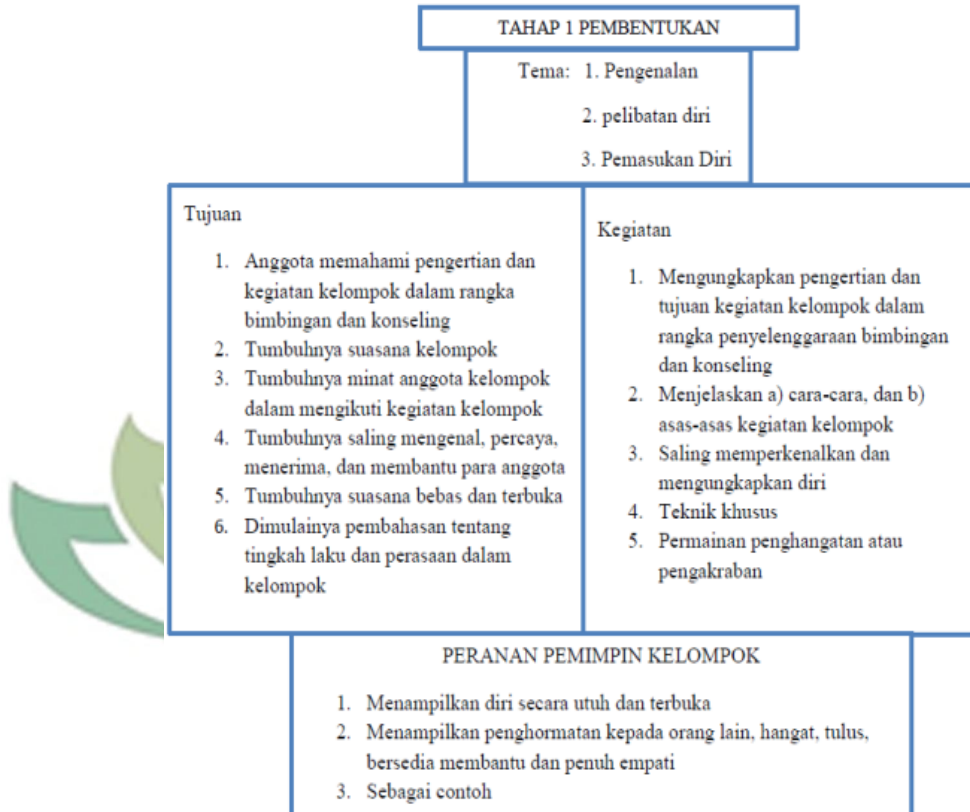 TAHAP 1 PEMBENTUKAN
Tema: 1. Pengenalan
2. pelibatan diri
3. Pemasukan Diri
Tujuan
1. Anggota memahami pengertian dan
kegiatan kelompok dalam rangka
bimbingan dan konseling
2. Tumbuhnya suasana kelompok
3. Tumbuhnya minat anggota kelompok
dalam mengikuti kegiatan kelompok
4. Tumbuhnya saling mengenal, percaya,
menerima, dan membantu para anggota
5. Tumbuhnya suasana bebas dan terbuka
6. Dimulainya pembahasan tentang
tingkah laku dan perasaan dalam
kelompok
Kegiatan
1. Mengungkapkan pengertian dan
tujuan kegiatan kelompok dalam
rangka penyelenggaraan bimbingan
dan konseling
2. Menjelaskan a) cara-cara, dan b)
asas-asas kegiatan kelompok
3. Saling memperkenalkan dan
mengungkapkan diri
4. Teknik khusus
5. Permainan penghangatan atau
pengakraban
PERANAN PEMIMPIN KELOMPOK
1. Menampilkan diri secara utuh dan terbuka
2. Menampilkan penghormatan kepada orang lain, hangat, tulus,
bersedia membantu dan penuh empati
3. Sebagai contoh